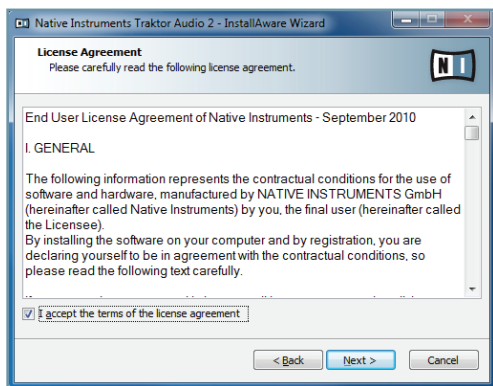 Native Instruments Traktor Audio 2 - InstallAware Wizard
License Agreement
Please carefully read the following license agreement.
NI
End User License Agreement of Native Instruments - September 2010
I. GENERAL
The following information represents the contractual conditions for the use of
software and hardware, manufactured by NATIVE INSTRUMENTS GmbH
(hereinafter called Native Instruments) by you, the final user (hereinafter called
the Licensee).
By installing the software on your computer and by registration, you are
declaring yourself to be in agreement with the contractual conditions, so
please read the following text carefully.
I accept the terms of the license agreement
< Back
Next >
Cancel